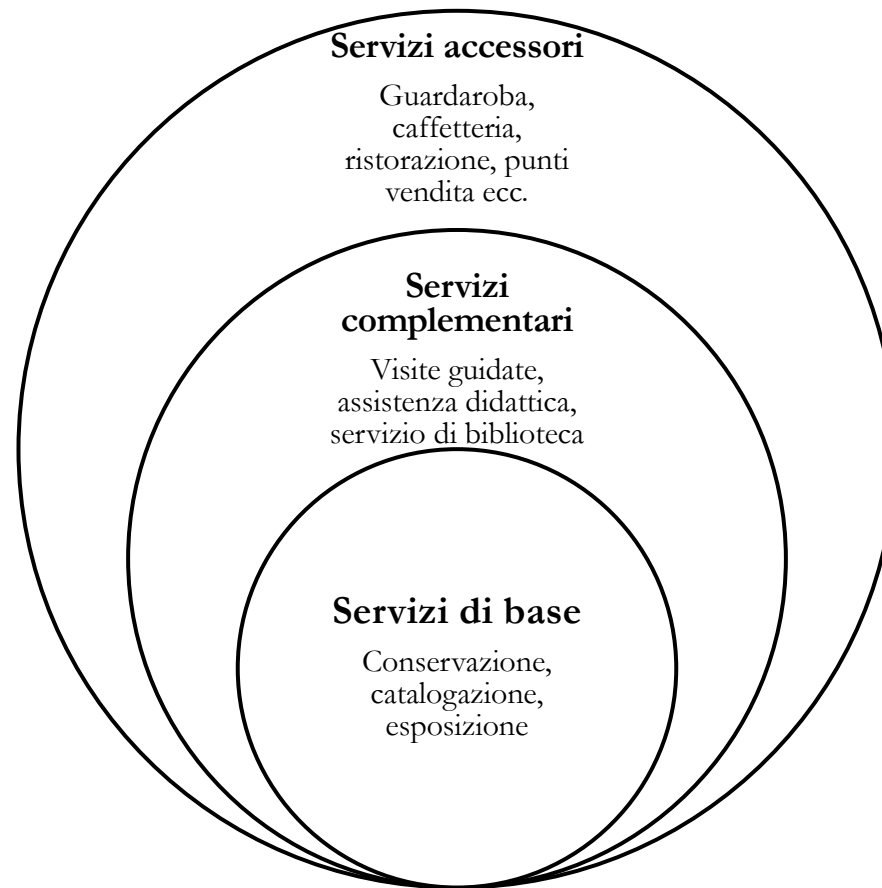 Servizi accessori
Guardaroba,
caffetteria,
ristorazione, punti
vendita ecc.
Servizi
complementari
Visite guidate,
assistenza didattica,
servizio di biblioteca
Servizi di base
Conservazione,
catalogazione,
esposizione